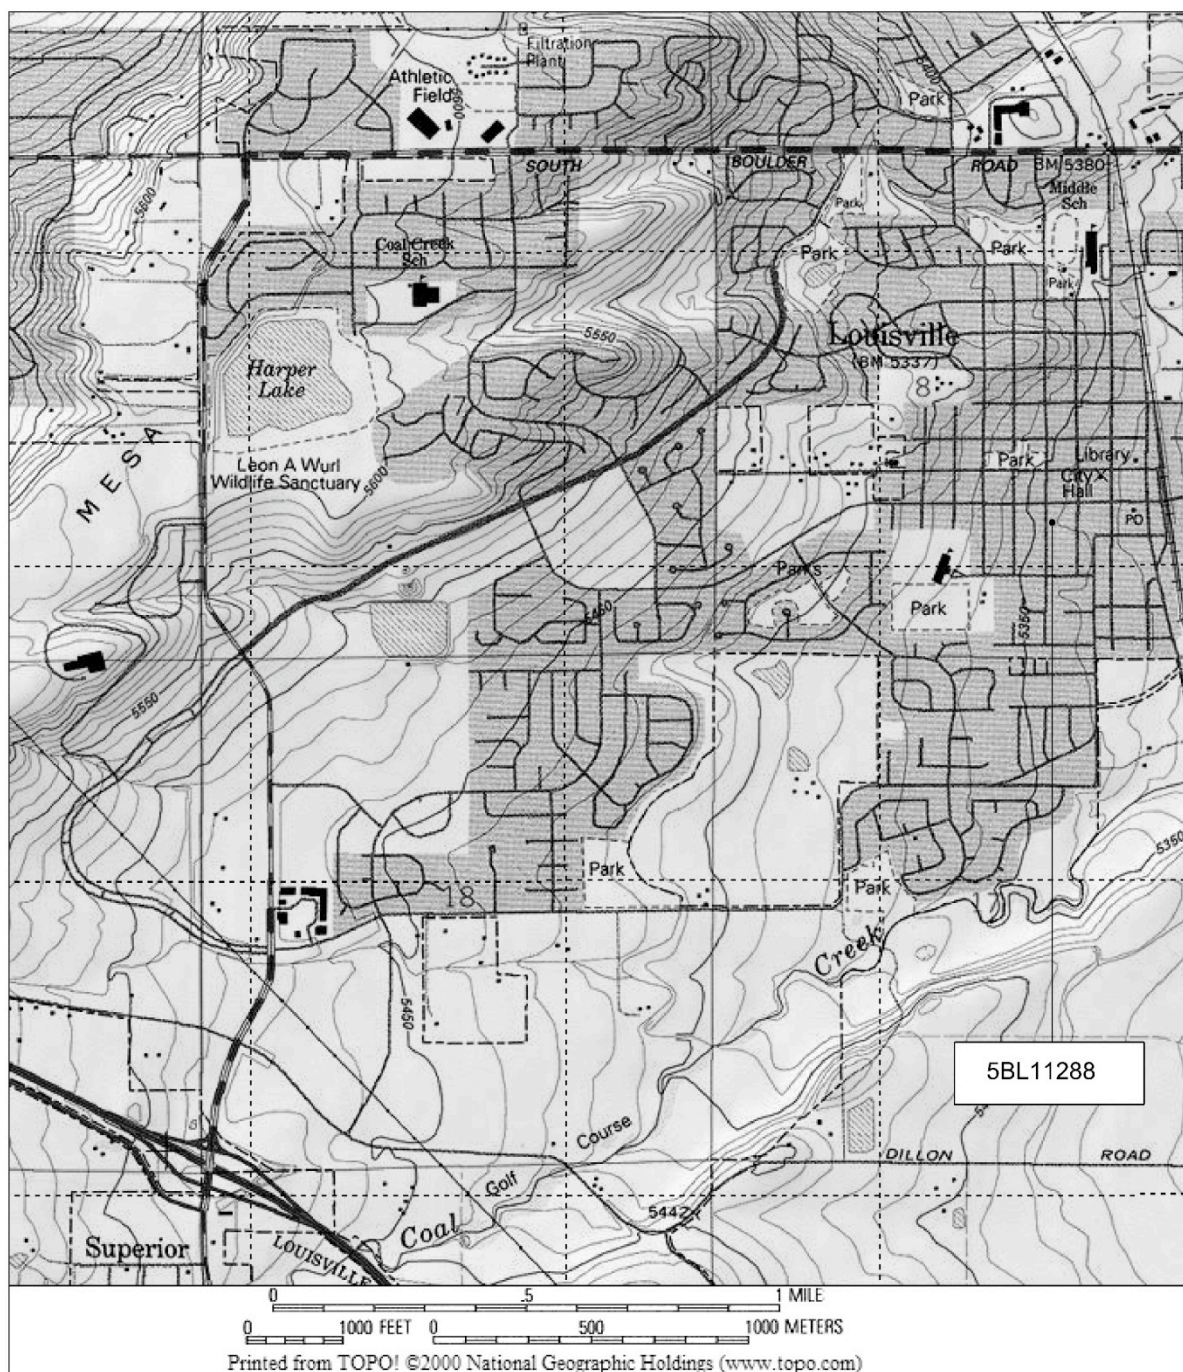 Filtration
Plant
Athletic
Field
5600
5400
Park
SOUTH BOULDER ROAD BM 5380
Middle
Sch
5600
Park
Park
Park
Park
Coal Creek
Sch
5550
Louisville
(BM 5337)
8
Harper
Lake
MESA
Leon A Wurl
Wildlife Sanctuary
5600
Park
Library
City
Hall
PO
Parks
Park
5450
5350
5550
Park
Park
18
5350
Creek
5450
5BL11288
Course
DILLON ROAD
Golf
5442
Coal
Superior
LOUISVILLE
0 .5 1 MILE
0 1000 FEET 0 500 1000 METERS
Printed from TOPO! ©2000 National Geographic Holdings (www.topo.com)